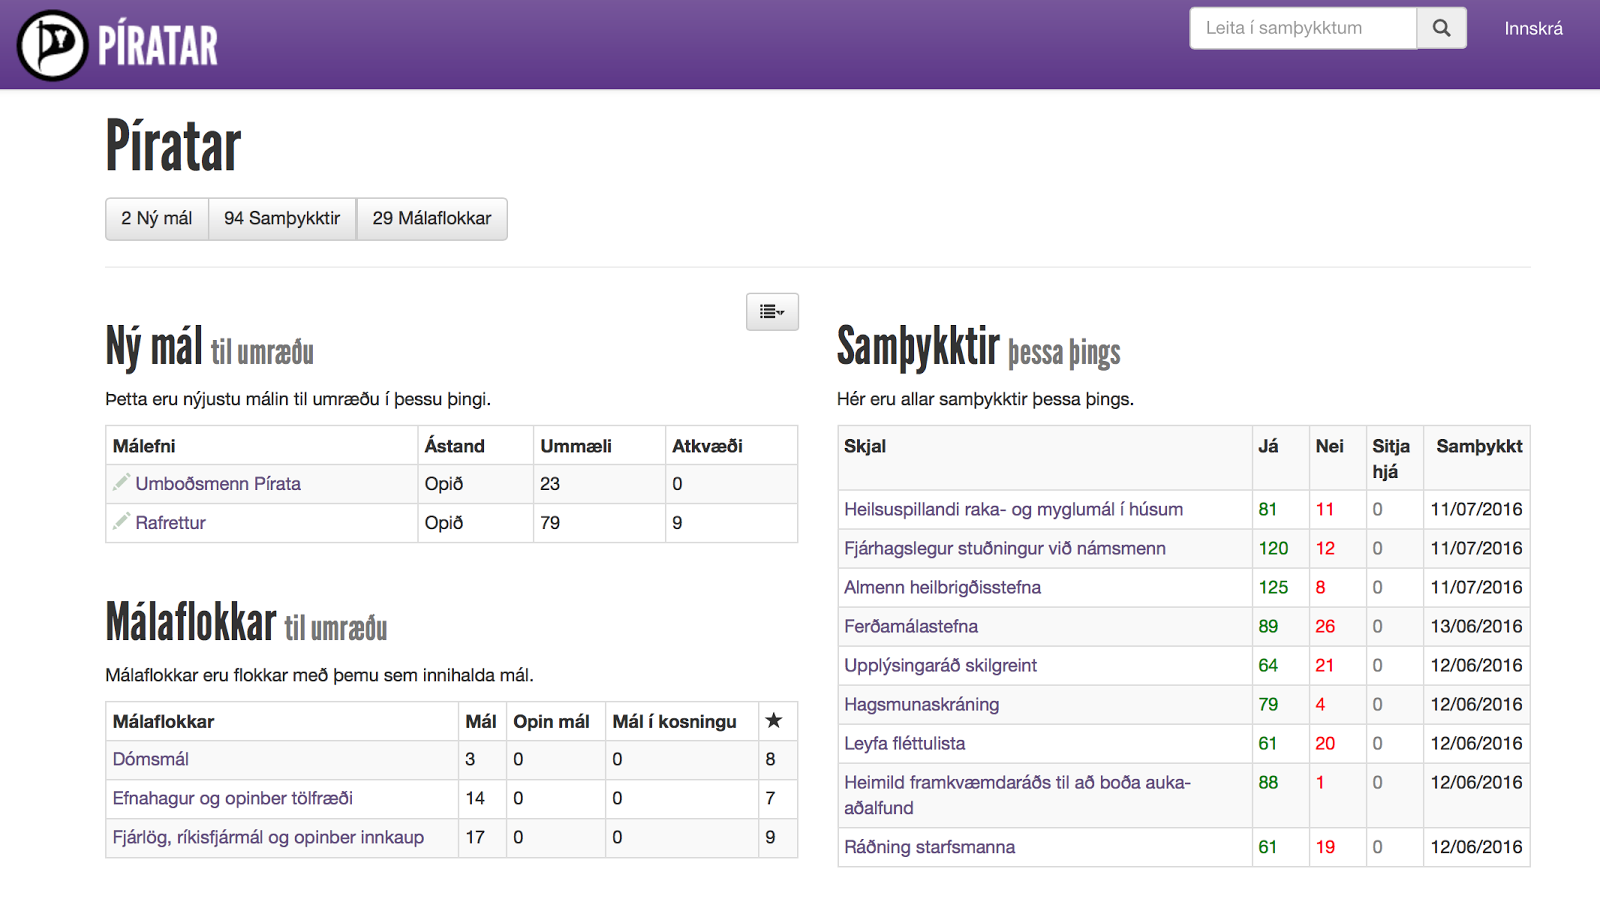 PÍRATAR
Leita í samþykktum
Innskrá
Píratar
2 Ný mál 94 Samþykktir 29 Málaflokkar
Ný mál til umræðu
Þetta eru nýjustu málin til umræðu í þessu þingi.
Málefni Ástand Ummæli Atkvæði
Umboðsmenn Pírata Opið 23 0
Rafrettur Opið 79 9
Málaflokkar til umræðu
Málaflokkar eru flokkar með þemu sem innihalda mál.
Málaflokkar Mál Opin mál Mál í kosningu ★
Dómsmál 3 0 0 8
Efnahagur og opinber tölfræði 14 0 0 7
Fjárlög, ríkisfjármál og opinber innkaup 17 0 0 9
Samþykktir þessa þings
Hér eru allar samþykktir þessa þings.
Skjal Já Nei Sitja Samþykkt
hjá
Heilsuspillandi raka- og myglumál í húsum 81 11 0 11/07/2016
Fjárhagslegur stuðningur við námsmenn 120 12 0 11/07/2016
Almenn heilbrigðisstefna 125 8 0 11/07/2016
Ferðamálastefna 89 26 0 13/06/2016
Upplýsingaráð skilgreint 64 21 0 12/06/2016
Hagsmunaskráning 79 4 0 12/06/2016
Leyfa fléttulista 61 20 0 12/06/2016
Heimild framkvæmdaráðs til að boða auka- 88 1 0 12/06/2016
aðalfund
Ráðning starfsmanna 61 19 0 12/06/2016